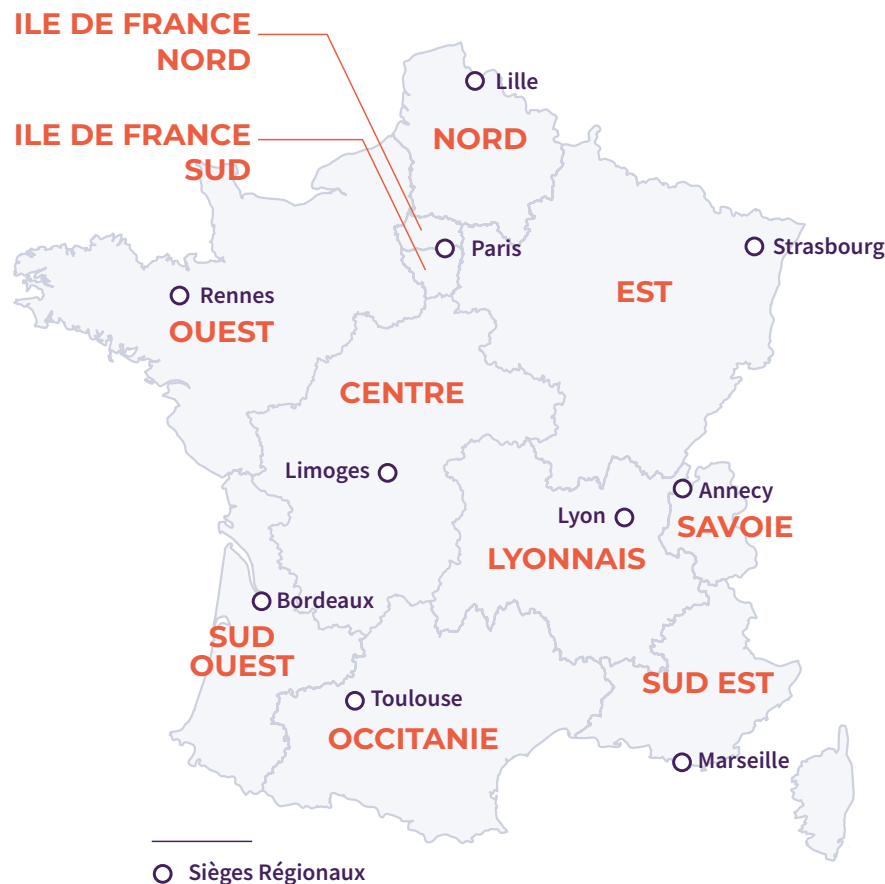 ILE DE FRANCE
NORD
Lille
NORD
ILE DE FRANCE
SUD
Paris
Strasbourg
Rennes
OUEST
EST
CENTRE
Limoges
Annecy
Lyon
SAVOIE
LYONNAIS
Bordeaux
SUD
OUEST
SUD EST
Toulouse
OCCITANIE
Marseille
Sièges Régionaux